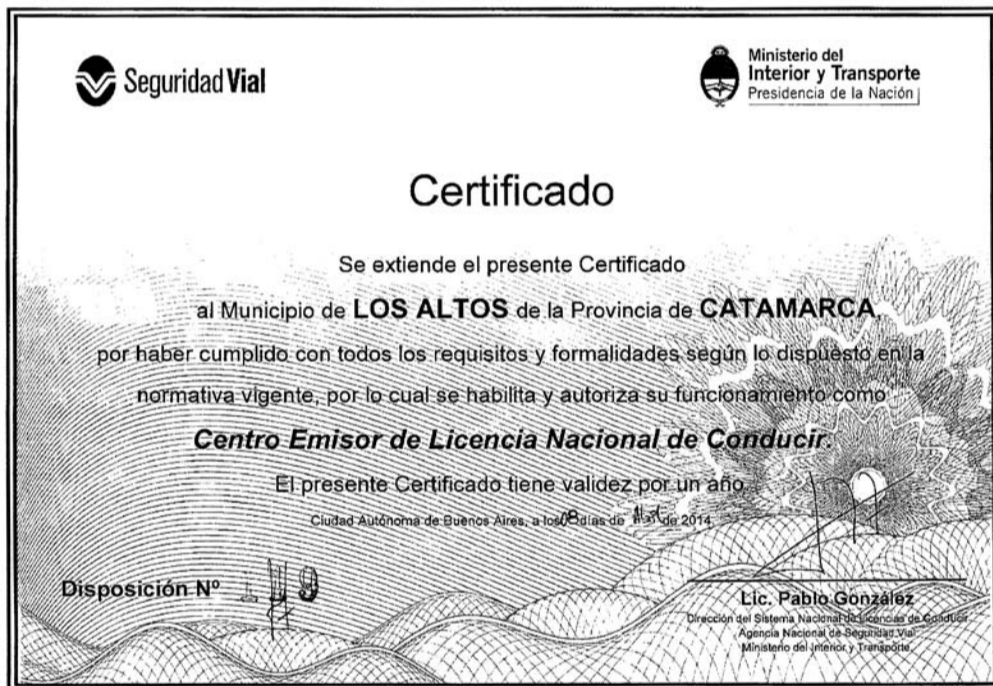 Seguridad Vial
Ministerio del
Interior y Transporte
Presidencia de la Nación
Certificado
Se extiende el presente Certificado
al Municipio de LOS ALTOS de la Provincia de CATAMARCA,
por haber cumplido con todos los requisitos y formalidades según lo dispuesto en la
normativa vigente, por lo cual se habilita y autoriza su funcionamiento como
Centro Emisor de Licencia Nacional de Conducir.
El presente Certificado tiene validez por un año.
Ciudad Autónoma de Buenos Aires, a los 08 días de Abril de 2014.
Disposición Nº
Lic. Pablo González
Dirección del Sistema Nacional de Licencias de Conducir
Agencia Nacional de Seguridad Vial
Ministerio del Interior y Transporte